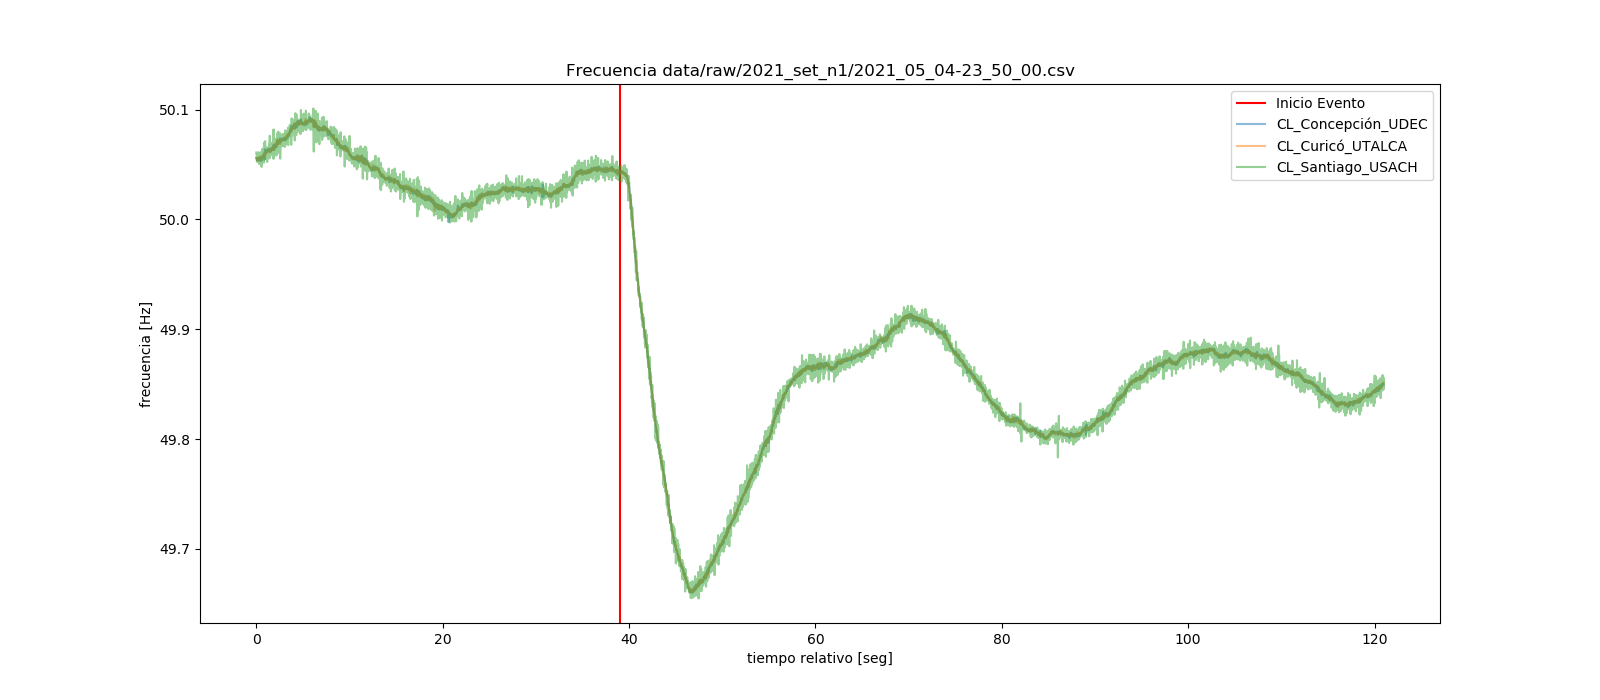 Frecuencia data/raw/2021_set_n1/2021_05_04-23_50_00.csv
50.1
50.0
49.9
49.8
49.7
frecuencia [Hz]
Inicio Evento
CL_Concepción_UDEC
CL_Curicó_UTALCA
CL_Santiago_USACH
0 20 40 60 80 100 120
tiempo relativo [seg]